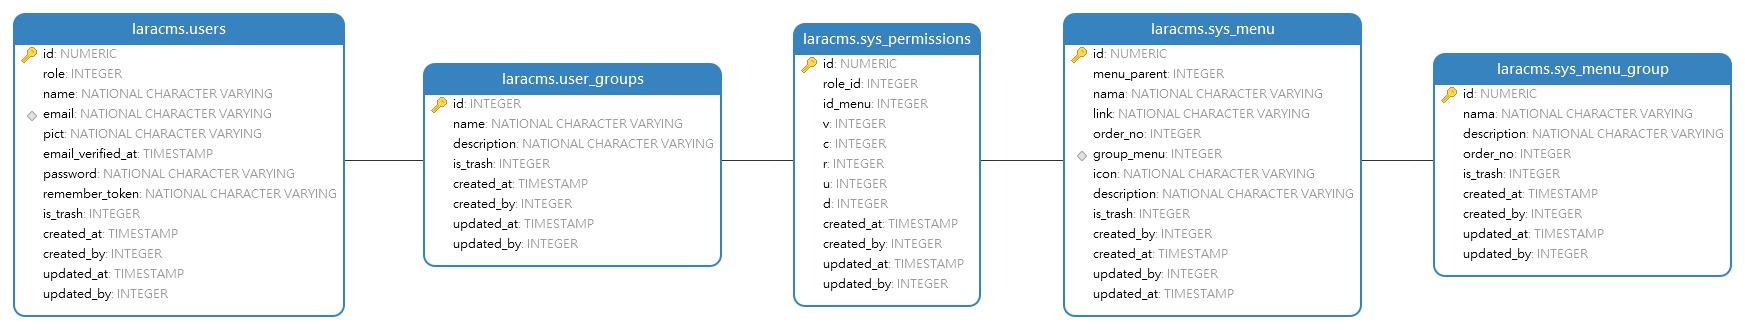 laracms.users
id: NUMERIC
role: INTEGER
name: NATIONAL CHARACTER VARYING
email: NATIONAL CHARACTER VARYING
pict: NATIONAL CHARACTER VARYING
email_verified_at: TIMESTAMP
password: NATIONAL CHARACTER VARYING
remember_token: NATIONAL CHARACTER VARYING
is_trash: INTEGER
created_at: TIMESTAMP
created_by: INTEGER
updated_at: TIMESTAMP
updated_by: INTEGER
laracms.user_groups
id: INTEGER
name: NATIONAL CHARACTER VARYING
description: NATIONAL CHARACTER VARYING
is_trash: INTEGER
created_at: TIMESTAMP
created_by: INTEGER
updated_at: TIMESTAMP
updated_by: INTEGER
laracms.sys_permissions
id: NUMERIC
role_id: INTEGER
id_menu: INTEGER
v: INTEGER
c: INTEGER
r: INTEGER
u: INTEGER
d: INTEGER
created_at: TIMESTAMP
created_by: INTEGER
updated_at: TIMESTAMP
updated_by: INTEGER
laracms.sys_menu
id: NUMERIC
menu_parent: INTEGER
nama: NATIONAL CHARACTER VARYING
link: NATIONAL CHARACTER VARYING
order_no: INTEGER
group_menu: INTEGER
icon: NATIONAL CHARACTER VARYING
description: NATIONAL CHARACTER VARYING
is_trash: INTEGER
created_by: INTEGER
created_at: TIMESTAMP
updated_by: INTEGER
updated_at: TIMESTAMP
laracms.sys_menu_group
id: NUMERIC
nama: NATIONAL CHARACTER VARYING
description: NATIONAL CHARACTER VARYING
order_no: INTEGER
is_trash: INTEGER
created_at: TIMESTAMP
created_by: INTEGER
updated_at: TIMESTAMP
updated_by: INTEGER